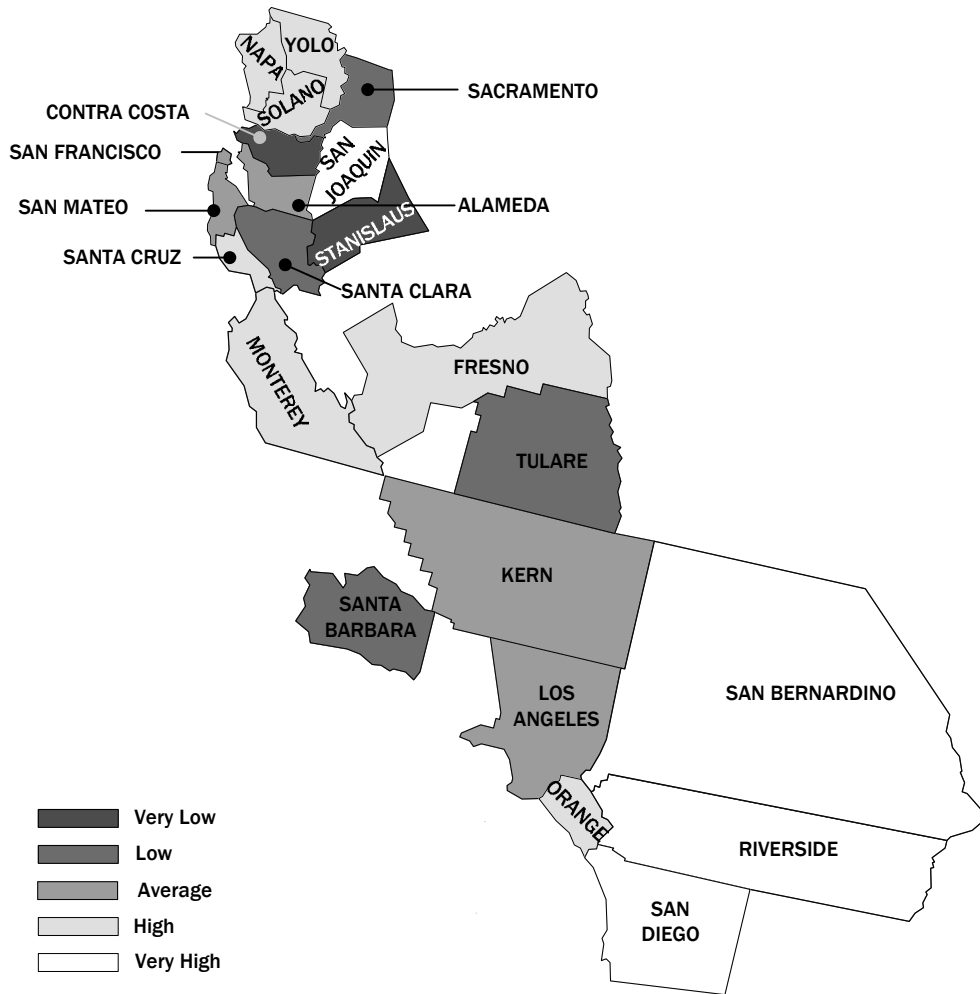 NAPA
YOLO
SOLANO
SACRAMENTO
CONTRA COSTA
SAN FRANCISCO
SAN
JOAQUIN
SAN MATEO
ALAMEDA
STANISLAUS
SANTA CRUZ
SANTA CLARA
MONTEREY
FRESNO
TULARE
KERN
SANTA
BARBARA
LOS
ANGELES
SAN BERNARDINO
ORANGE
RIVERSIDE
SAN
DIEGO
Very Low
Low
Average
High
Very High